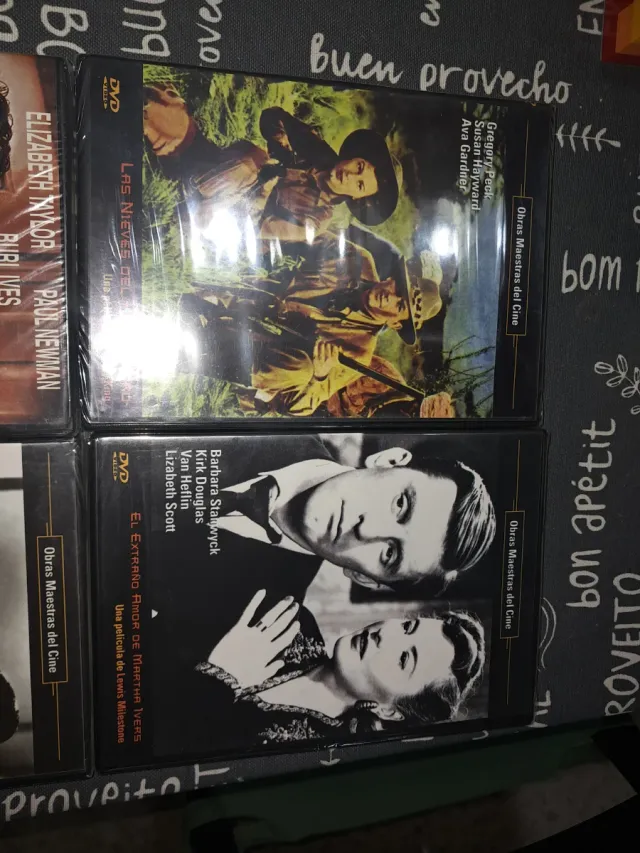 Buen provecho
bom
bon apétit
PROVEITO
proveito
ELIZABETH TAYLOR
PAUL NEWMAN
BURL IVES
Obras Maestras del Cine
Gregory Peck
Susan Hayward
Ava Gardner
DVD
LAS NIEVES DEL
Una
Obras Maestras del Cine
Barbara Stanwyck
Kirk Douglas
Van Heflin
Lizabeth Scott
DVD
EL EXTRAÑO AMOR DE MARTHA IVERS
Una película de Lewis Milestone
Obras Maestras del Cine